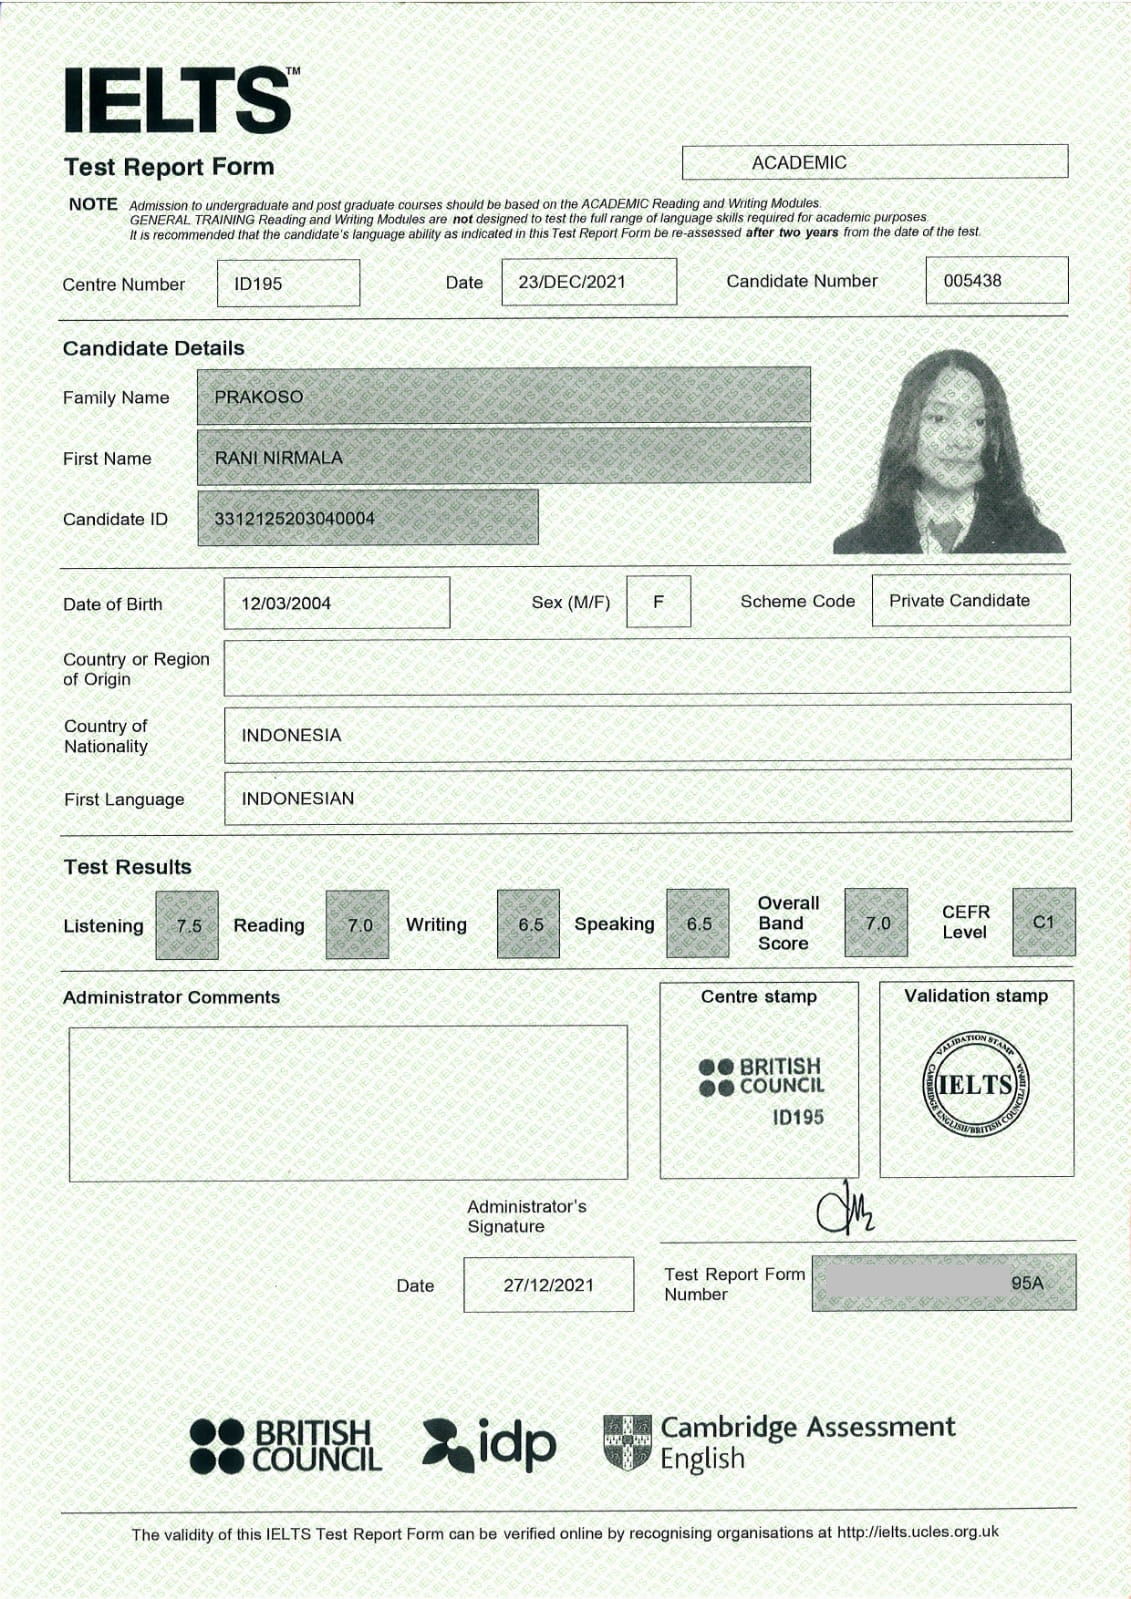 IELTS™
Test Report Form
ACADEMIC
NOTE Admission to undergraduate and post graduate courses should be based on the ACADEMIC Reading and Writing Modules.
GENERAL TRAINING Reading and Writing Modules are not designed to test the full range of language skills required for academic purposes.
It is recommended that the candidate's language ability as indicated in this Test Report Form be re-assessed after two years from the date of the test.
Centre Number ID195 Date 23/DEC/2021 Candidate Number 005438
Candidate Details
Family Name PRAKOSO
First Name RANI NIRMALA
Candidate ID 3312125203040004
Date of Birth 12/03/2004 Sex (M/F) F Scheme Code Private Candidate
Country or Region
of Origin
Country of
Nationality INDONESIA
First Language INDONESIAN
Test Results
Listening 7.5 Reading 7.0 Writing 6.5 Speaking 6.5 Overall Band Score 7.0 CEFR Level C1
Administrator Comments
Centre stamp
BRITISH
COUNCIL
ID195
Validation stamp
VALIDATION STAMP
IELTS
CAMBRIDGE ENGLISH/BRITISH COUNCIL/IDPIA
Administrator's
Signature
Date 27/12/2021
Test Report Form
Number 95A
BRITISH
COUNCIL
idp
Cambridge Assessment
English
The validity of this IELTS Test Report Form can be verified online by recognising organisations at http://ielts.ucles.org.uk